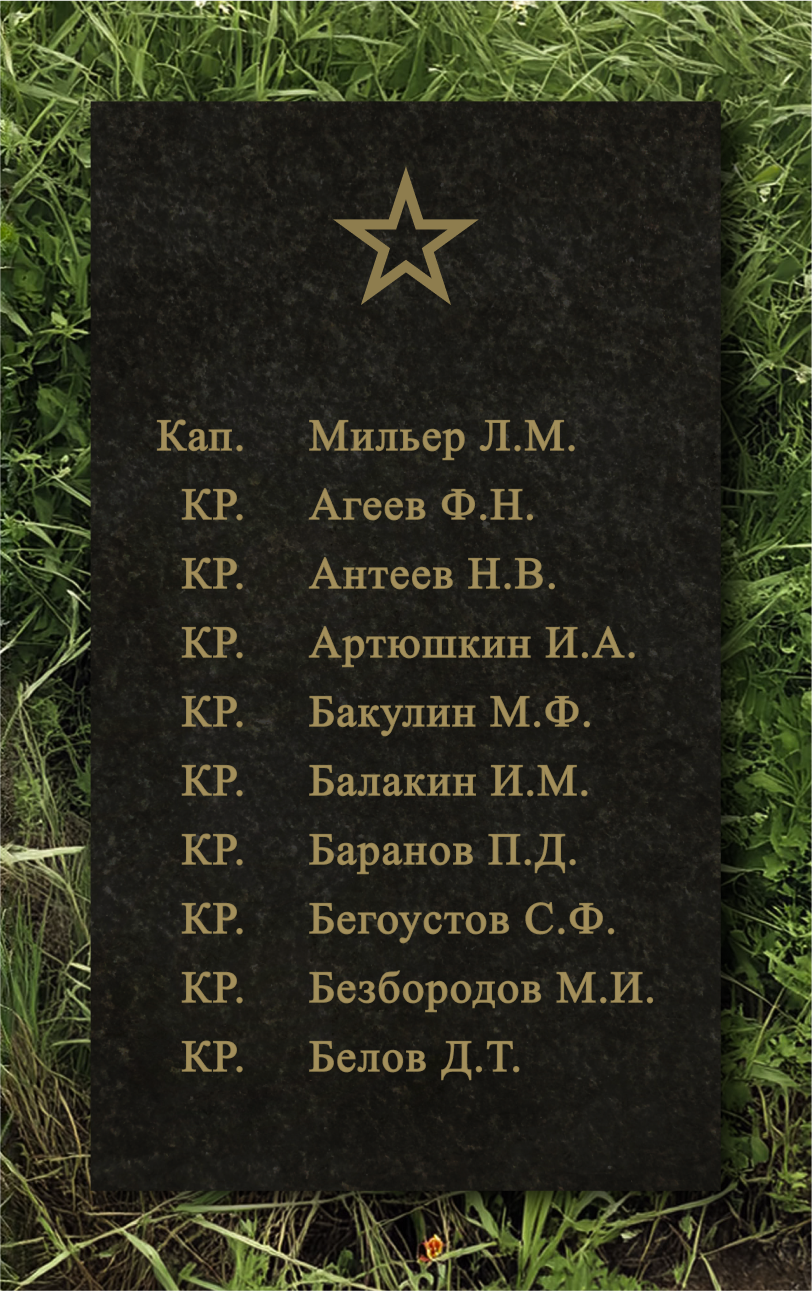 Кап. Мильер Л.М.
КР. Агеев Ф.Н.
КР. Антеев Н.В.
КР. Артюшкин И.А.
КР. Бакулин М.Ф.
КР. Балакин И.М.
КР. Баранов П.Д.
КР. Бегоустов С.Ф.
КР. Безбородов М.И.
КР. Белов Д.Т.